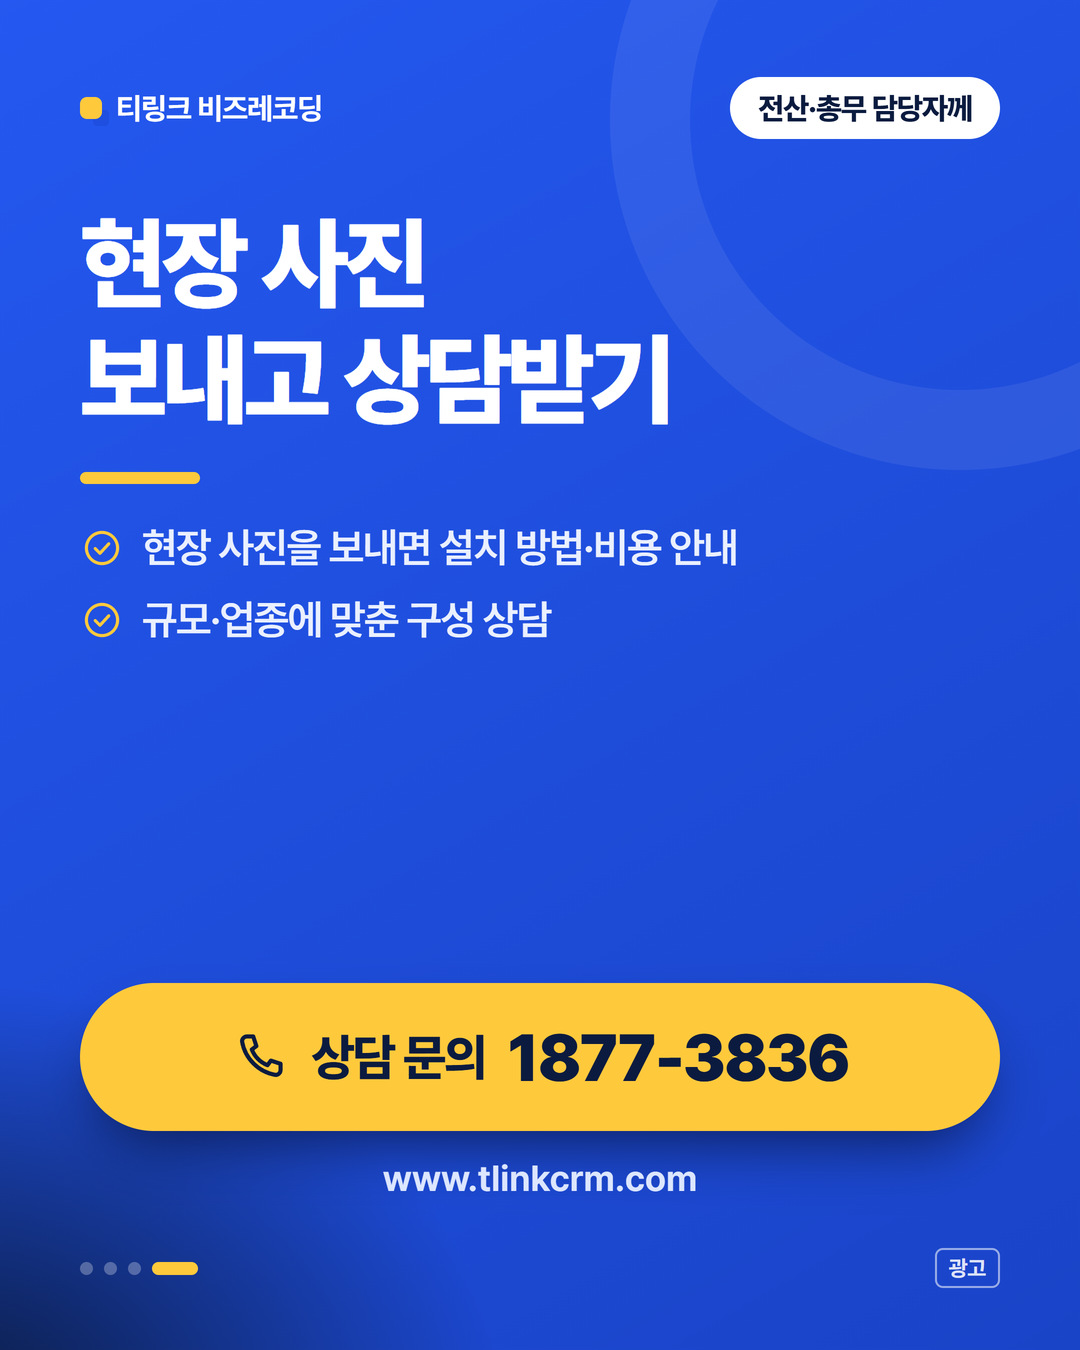 티링크 비즈레코딩
전산·총무 담당자께
현장 사진
보내고 상담받기
현장 사진을 보내면 설치 방법·비용 안내
규모·업종에 맞춘 구성 상담
상담 문의 1877-3836
www.tlinkcrm.com
광고